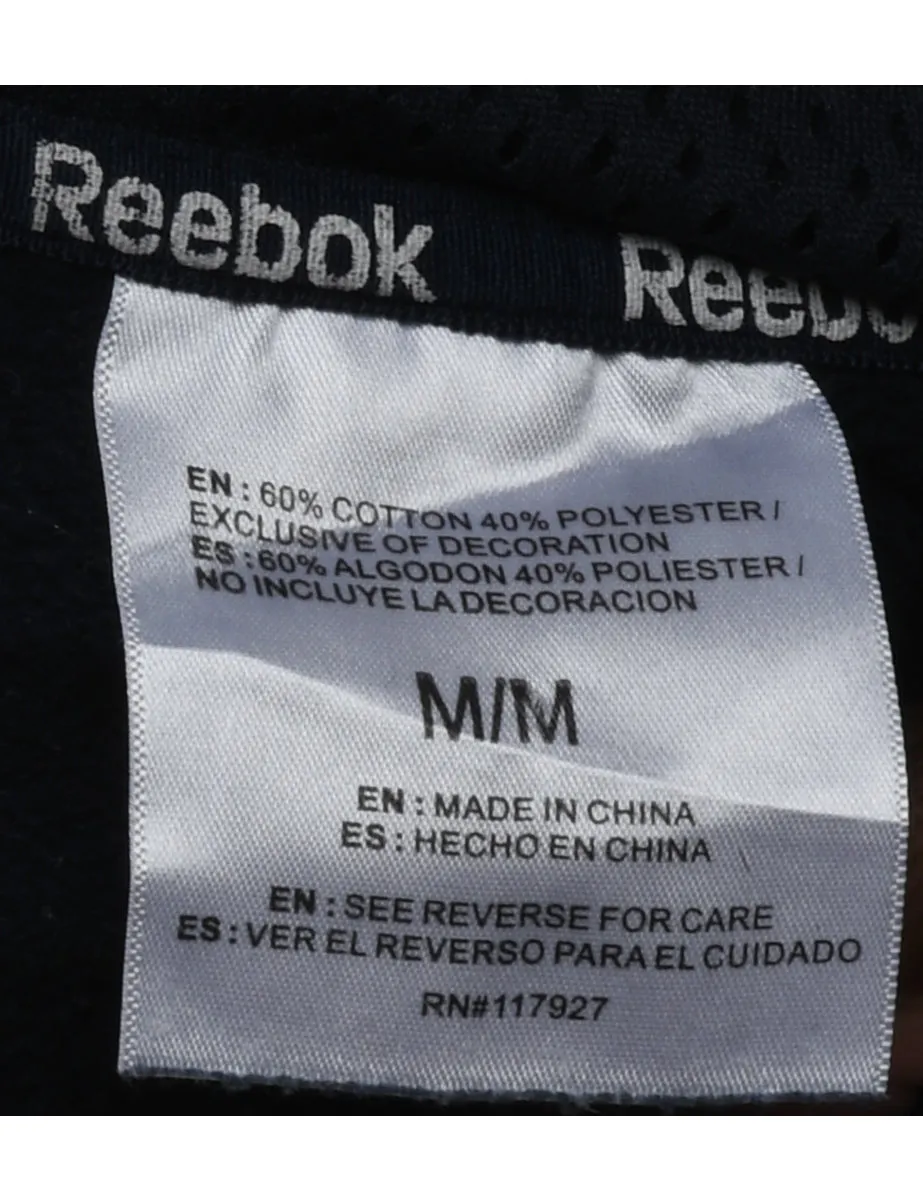 Reebok Reebo
EN : 60% COTTON 40% POLYESTER /
EXCLUSIVE OF DECORATION
ES : 60% ALGODON 40% POLIESTER /
NO INCLUYE LA DECORACION
M/M
EN : MADE IN CHINA
ES : HECHO EN CHINA
EN : SEE REVERSE FOR CARE
ES : VER EL REVERSO PARA EL CUIDADO
RN#117927